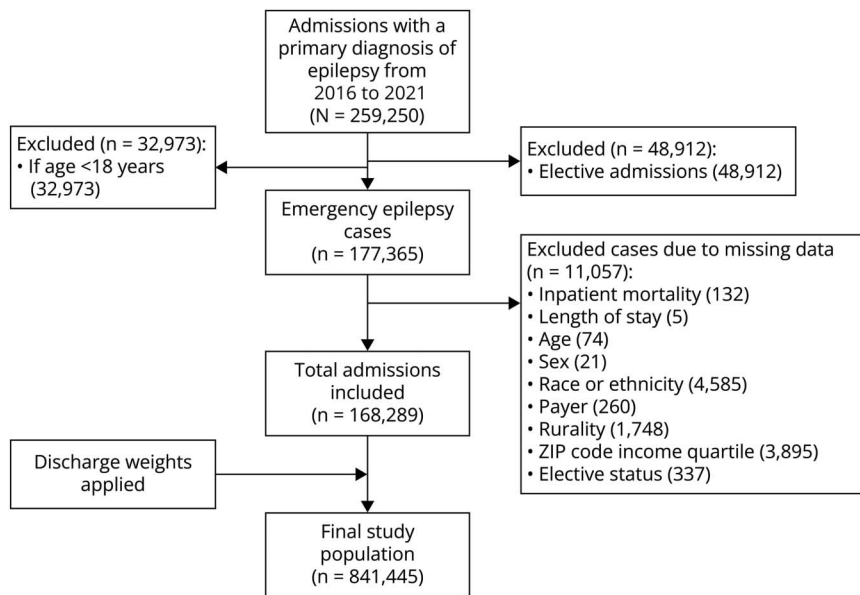 Admissions with a
primary diagnosis of
epilepsy from
2016 to 2021
(N = 259,250)
Excluded (n = 32,973):
• If age <18 years
(32,973)
Excluded (n = 48,912):
• Elective admissions (48,912)
Emergency epilepsy
cases
(n = 177,365)
Excluded cases due to missing data
(n = 11,057):
• Inpatient mortality (132)
• Length of stay (5)
• Age (74)
• Sex (21)
• Race or ethnicity (4,585)
• Payer (260)
• Rurality (1,748)
• ZIP code income quartile (3,895)
• Elective status (337)
Total admissions
included
(n = 168,289)
Discharge weights
applied
Final study
population
(n = 841,445)